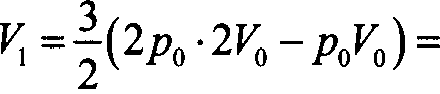 V₁ = 3/2 (2p₀ · 2V₀ − p₀V₀) =